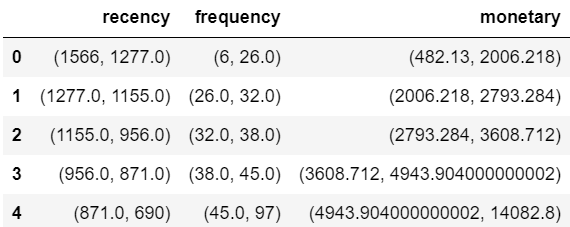 recency frequency monetary
0 (1566, 1277.0) (6, 26.0) (482.13, 2006.218)
1 (1277.0, 1155.0) (26.0, 32.0) (2006.218, 2793.284)
2 (1155.0, 956.0) (32.0, 38.0) (2793.284, 3608.712)
3 (956.0, 871.0) (38.0, 45.0) (3608.712, 4943.904000000002)
4 (871.0, 690) (45.0, 97) (4943.904000000002, 14082.8)